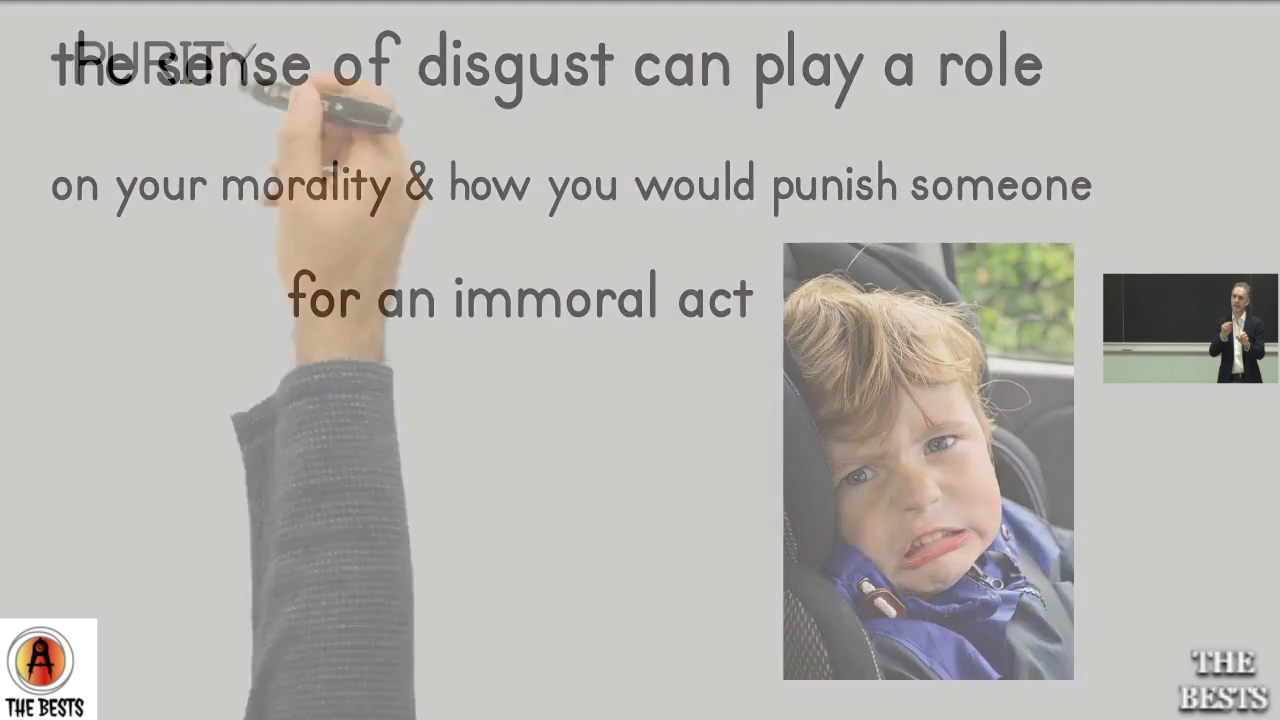 PURITY
the sense of disgust can play a role
on your morality & how you would punish someone
for an immoral act
THE BESTS
THE
BESTS